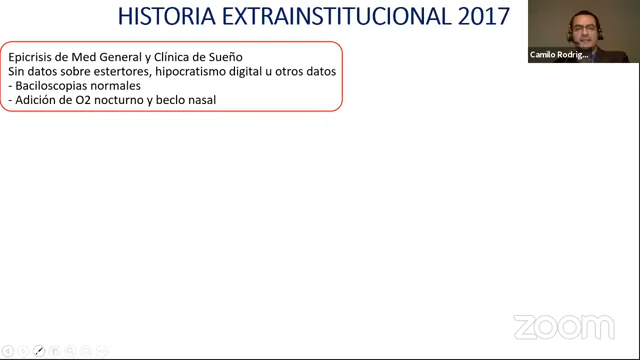 HISTORIA EXTRAINSTITUCIONAL 2017
Epicrisis de Med General y Clínica de Sueño
Sin datos sobre estertores, hipocratismo digital u otros datos
- Baciloscopias normales
- Adición de O2 nocturno y beclo nasal
Camilo Rodrig...
zoom